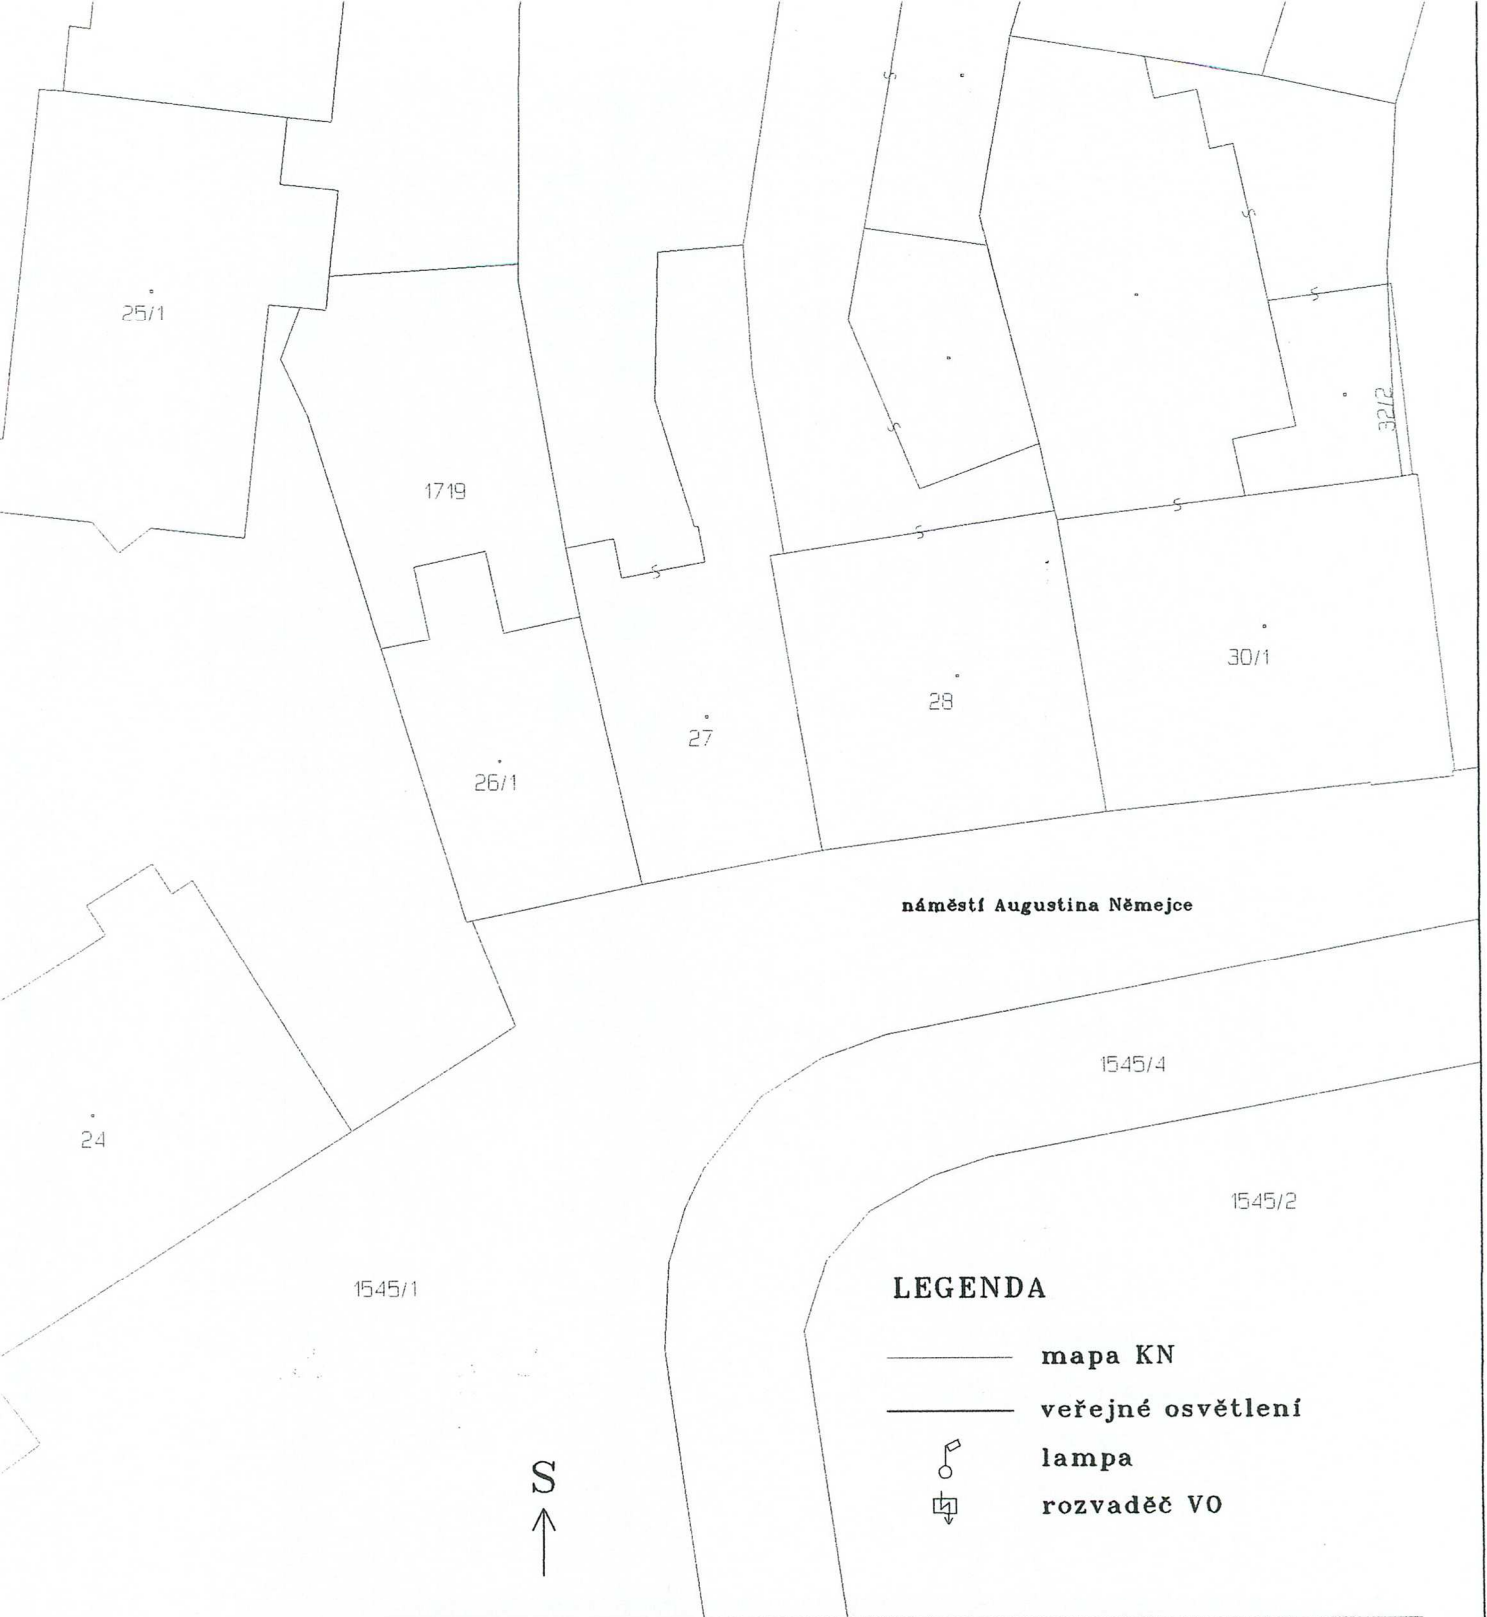 25/1
1719
32/2
30/1
28
27
26/1
náměstí Augustina Němejce
1545/4
24
1545/2
1545/1
LEGENDA
mapa KN
veřejné osvětlení
S
lampa
rozvaděč VO